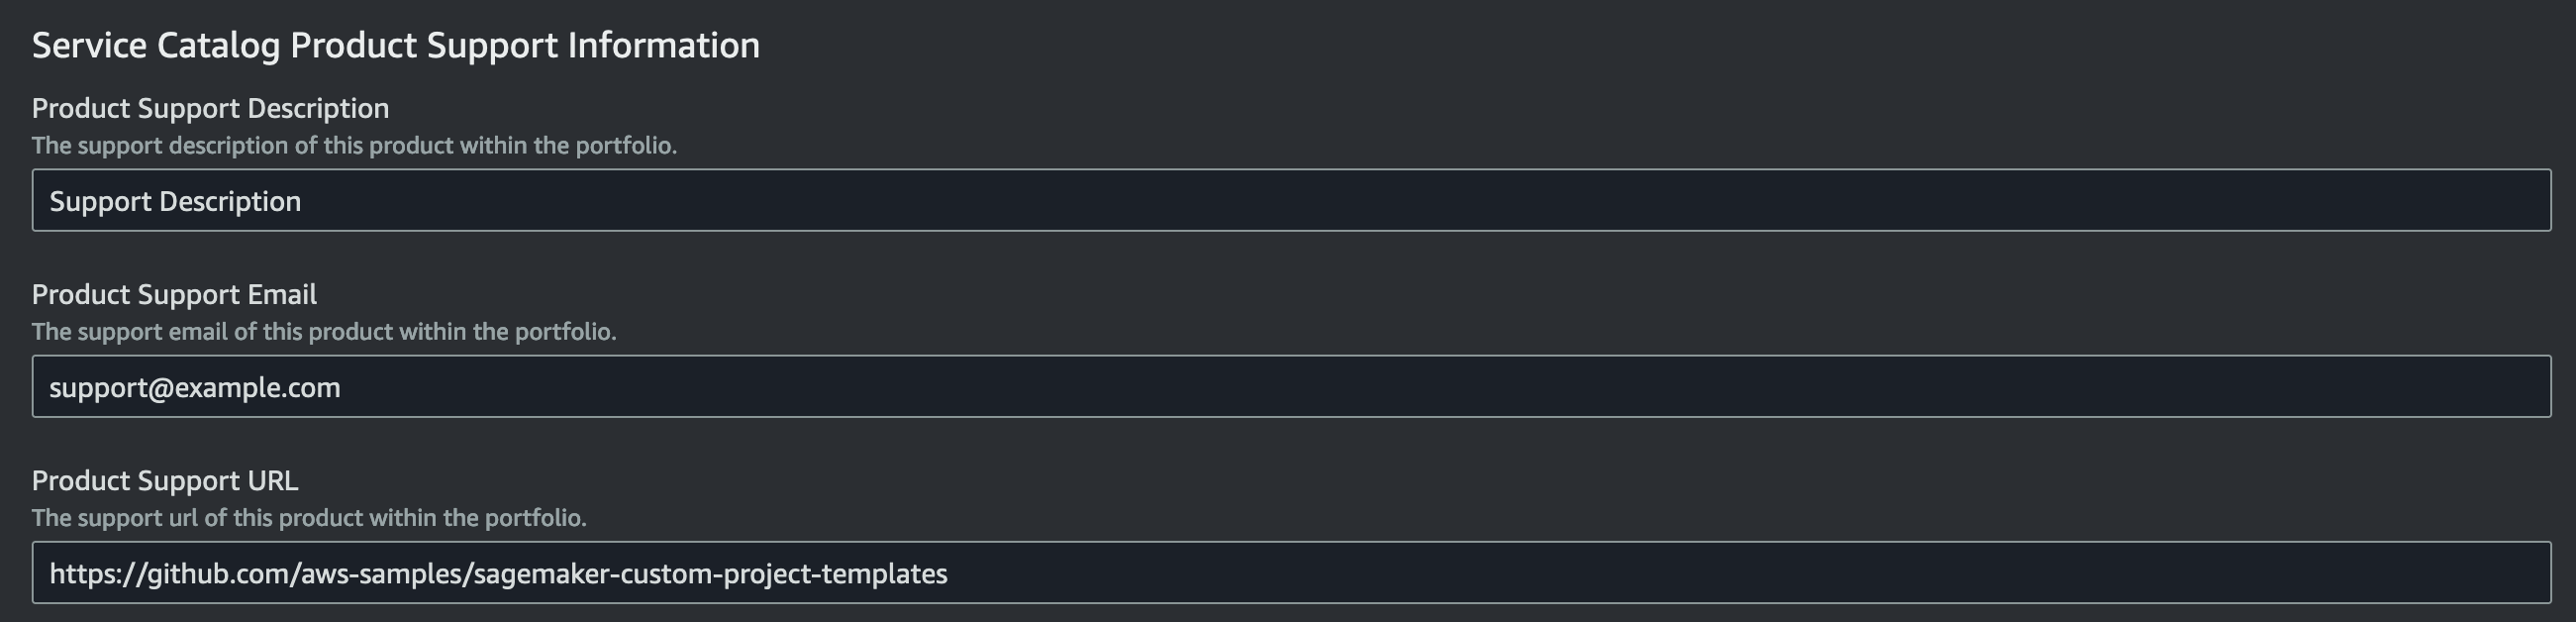 Service Catalog Product Support Information
Product Support Description
The support description of this product within the portfolio.
Support Description
Product Support Email
The support email of this product within the portfolio.
support@example.com
Product Support URL
The support url of this product within the portfolio.
https://github.com/aws-samples/sagemaker-custom-project-templates